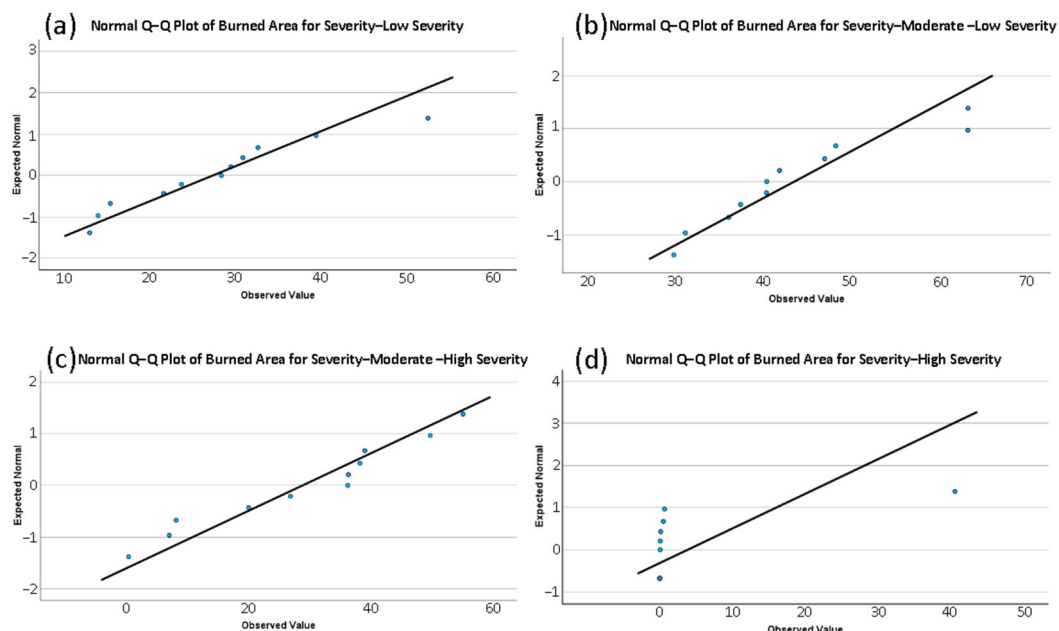 (a) Normal Q–Q Plot of Burned Area for Severity–Low Severity
3
2
1
0
−1
−2
Expected Normal
10 20 30 40 50 60
Observed Value
(b) Normal Q–Q Plot of Burned Area for Severity–Moderate –Low Severity
2
1
0
−1
Expected Normal
20 30 40 50 60 70
Observed Value
(c) Normal Q–Q Plot of Burned Area for Severity–Moderate –High Severity
2
1
0
−1
−2
Expected Normal
0 20 40 60
Observed Value
(d) Normal Q–Q Plot of Burned Area for Severity–High Severity
4
3
2
1
0
−1
Expected Normal
0 10 20 30 40 50
Observed Value